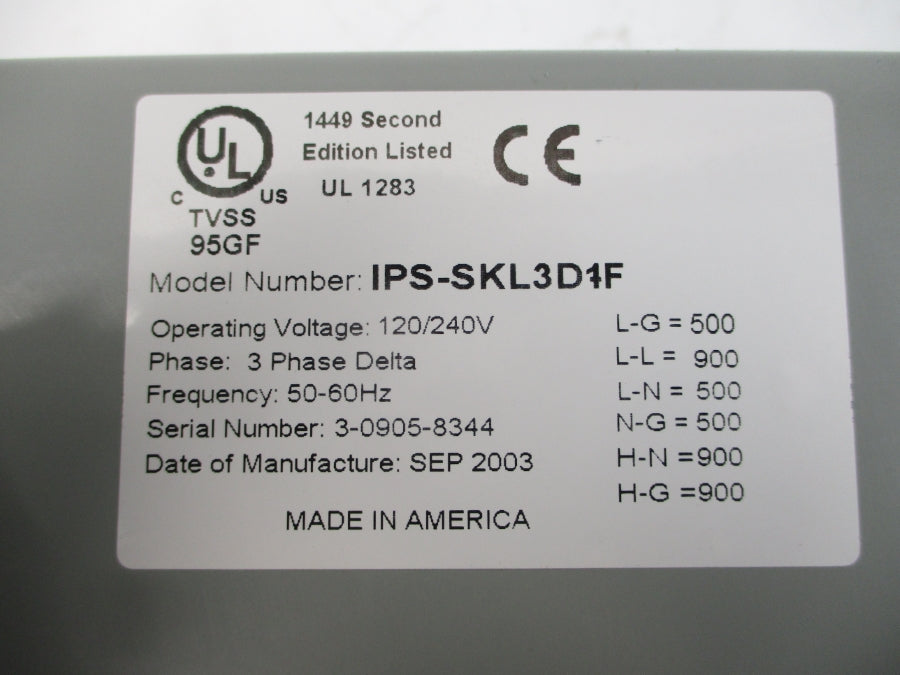 UL
C US
TVSS
95GF
1449 Second
Edition Listed
UL 1283
CE
Model Number: IPS-SKL3D1F
Operating Voltage: 120/240V
Phase: 3 Phase Delta
Frequency: 50-60Hz
Serial Number: 3-0905-8344
Date of Manufacture: SEP 2003
MADE IN AMERICA
L-G = 500
L-L = 900
L-N = 500
N-G = 500
H-N =900
H-G =900